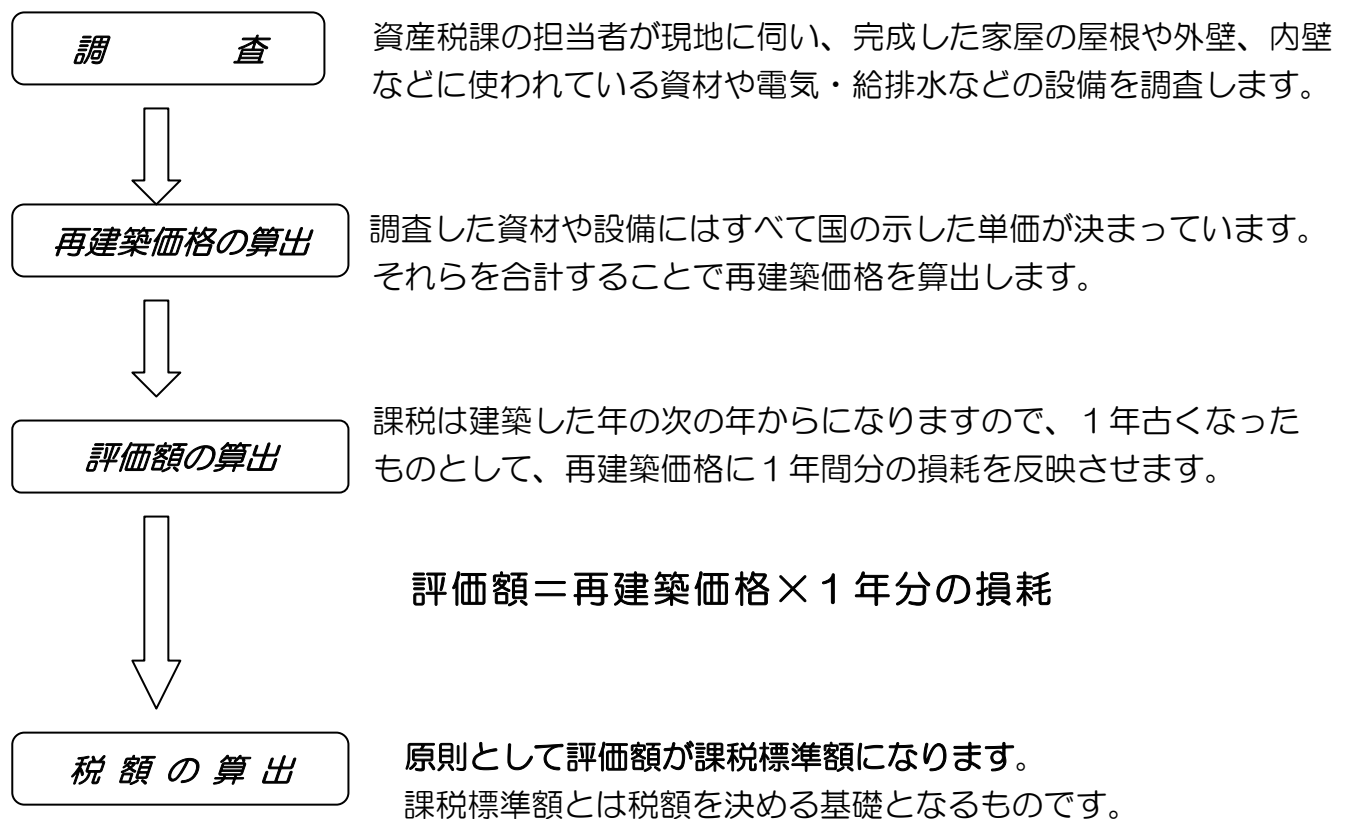 調　　　査
資産税課の担当者が現地に伺い、完成した家屋の屋根や外壁、内壁
などに使われている資材や電気・給排水などの設備を調査します。
再建築価格の算出
調査した資材や設備にはすべて国の示した単価が決まっています。
それらを合計することで再建築価格を算出します。
評価額の算出
課税は建築した年の次の年からになりますので、１年古くなった
ものとして、再建築価格に１年間分の損耗を反映させます。
評価額＝再建築価格×１年分の損耗
税 額 の 算 出
原則として評価額が課税標準額になります。
課税標準額とは税額を決める基礎となるものです。